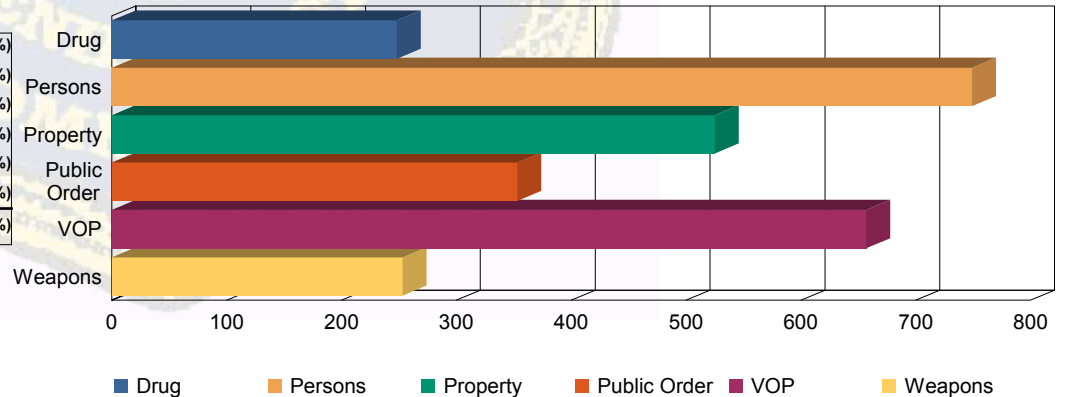 %)
%)
%)
%)
%)
%)
%)
Drug
Persons
Property
Public
Order
VOP
Weapons
0 100 200 300 400 500 600 700 800
Drug Persons Property Public Order VOP Weapons